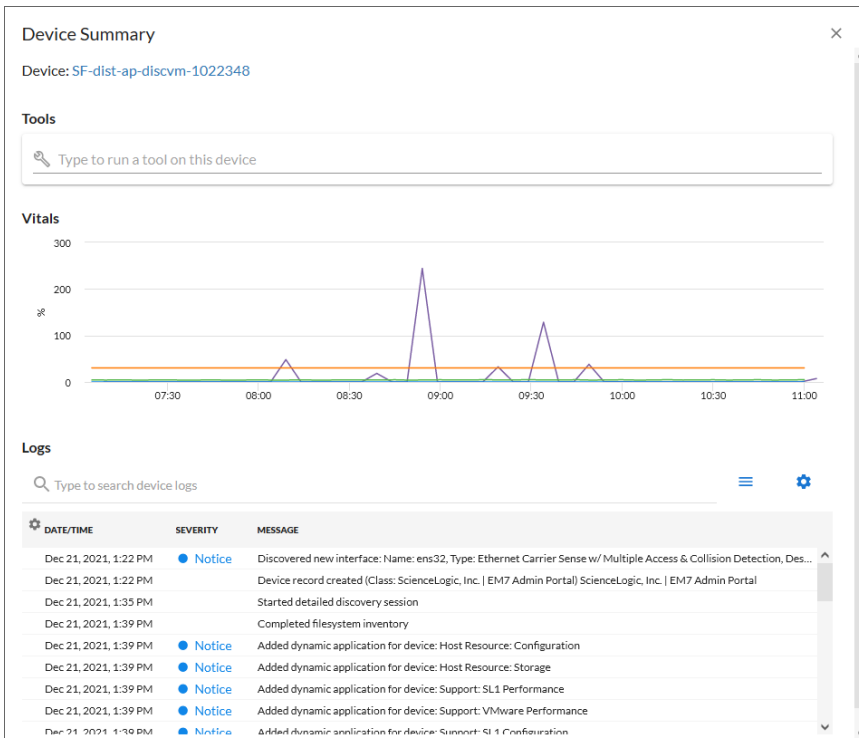 Device Summary
Device: SF-dist-ap-discvm-1022348
Tools
Type to run a tool on this device
Vitals
300
200
%
100
0
07:30 08:00 08:30 09:00 09:30 10:00 10:30 11:00
Logs
Type to search device logs
DATE/TIME SEVERITY MESSAGE
Dec 21, 2021, 1:22 PM Notice Discovered new interface: Name: ens32, Type: Ethernet Carrier Sense w/ Multiple Access & Collision Detection, Des...
Dec 21, 2021, 1:22 PM Device record created (Class: ScienceLogic, Inc. | EM7 Admin Portal) ScienceLogic, Inc. | EM7 Admin Portal
Dec 21, 2021, 1:35 PM Started detailed discovery session
Dec 21, 2021, 1:39 PM Completed filesystem inventory
Dec 21, 2021, 1:39 PM Notice Added dynamic application for device: Host Resource: Configuration
Dec 21, 2021, 1:39 PM Notice Added dynamic application for device: Host Resource: Storage
Dec 21, 2021, 1:39 PM Notice Added dynamic application for device: Support: SL1 Performance
Dec 21, 2021, 1:39 PM Notice Added dynamic application for device: Support: VMware Performance
Dec 21, 2021, 1:39 PM Notice Added dynamic application for device: Support: SL1 Configuration